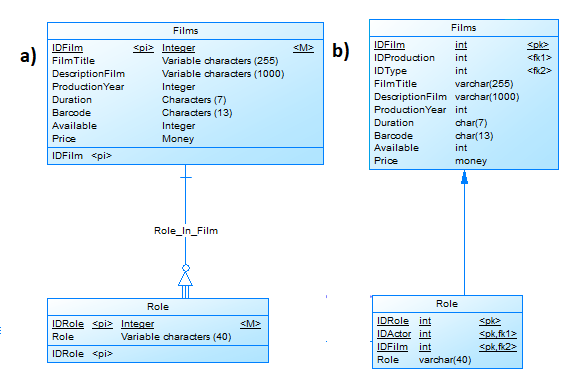 a)
Films
IDFilm <pi> Integer <M>
FilmTitle Variable characters (255)
DescriptionFilm Variable characters (1000)
ProductionYear Integer
Duration Characters (7)
Barcode Characters (13)
Available Integer
Price Money
IDFilm <pi>
Role_In_Film
Role
IDRole <pi> Integer <M>
Role Variable characters (40)
IDRole <pi>
b)
Films
IDFilm int <pk>
IDProduction int <fk1>
IDType int <fk2>
FilmTitle varchar(255)
DescriptionFilm varchar(1000)
ProductionYear int
Duration char(7)
Barcode char(13)
Available int
Price money
Role
IDRole int <pk>
IDActor int <pk,fk1>
IDFilm int <pk,fk2>
Role varchar(40)